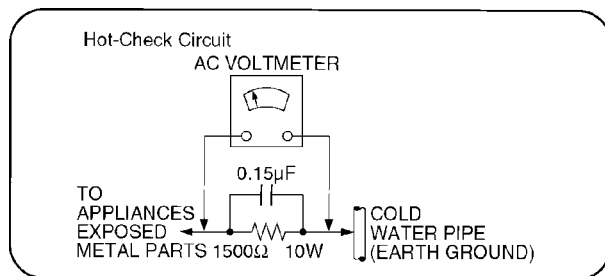 Hot-Check Circuit
AC VOLTMETER
0.15µF
TO
APPLIANCES
EXPOSED
METAL PARTS 1500Ω 10W
COLD
WATER PIPE
(EARTH GROUND)